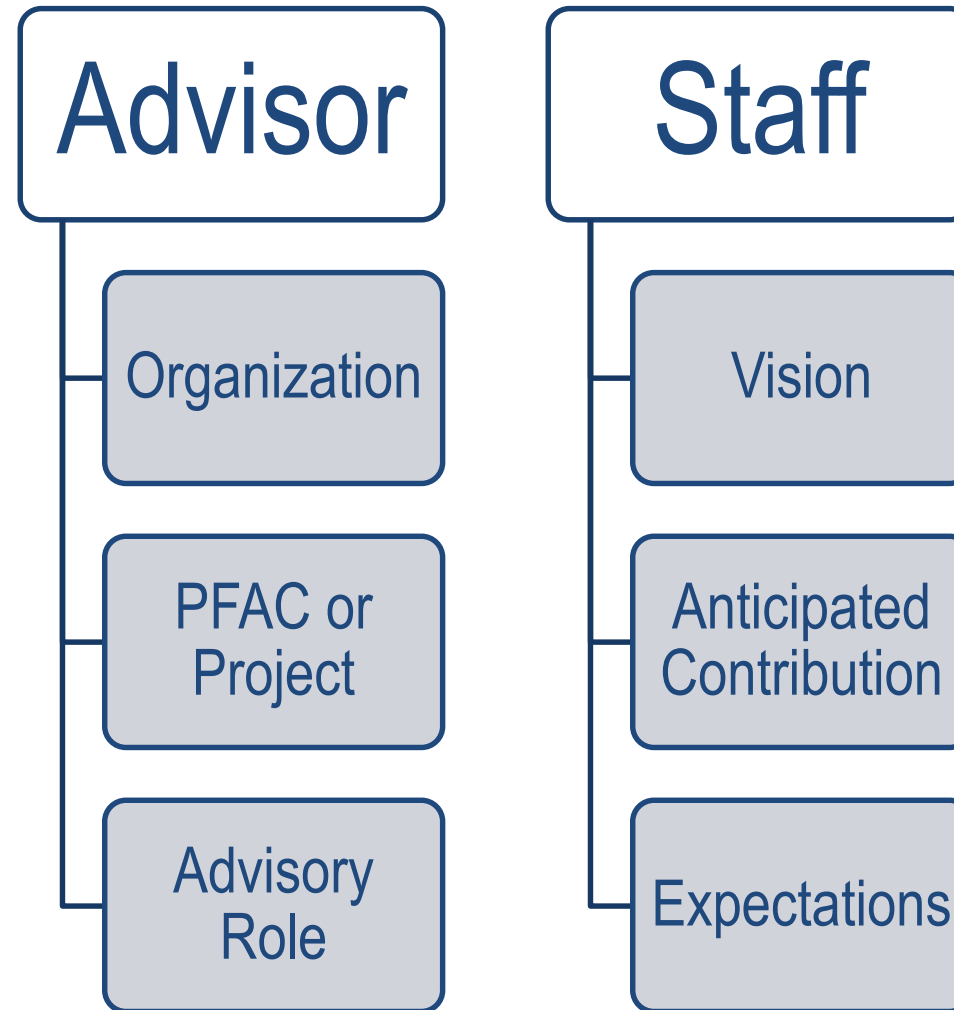 Advisor
Organization
PFAC or
Project
Advisory
Role
Staff
Vision
Anticipated
Contribution
Expectations